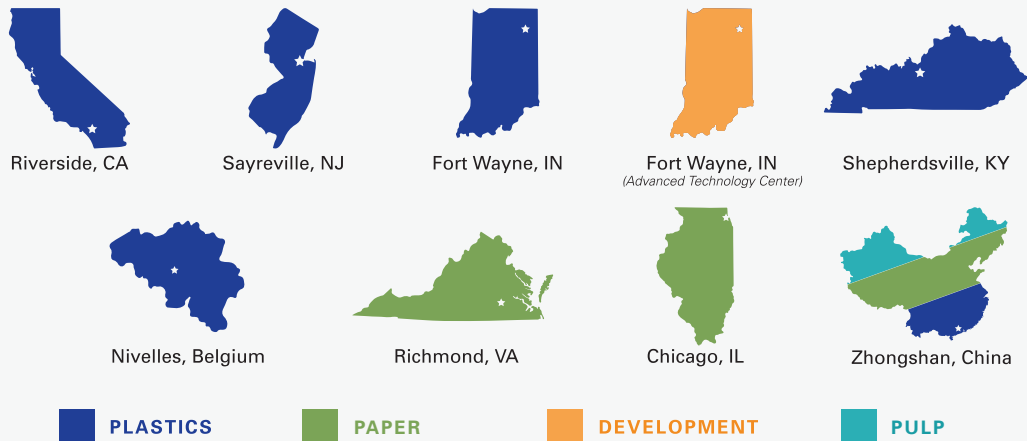 Riverside, CA
Sayreville, NJ
Fort Wayne, IN
Fort Wayne, IN
(Advanced Technology Center)
Shepherdsville, KY
Nivelles, Belgium
Richmond, VA
Chicago, IL
Zhongshan, China
PLASTICS
PAPER
DEVELOPMENT
PULP